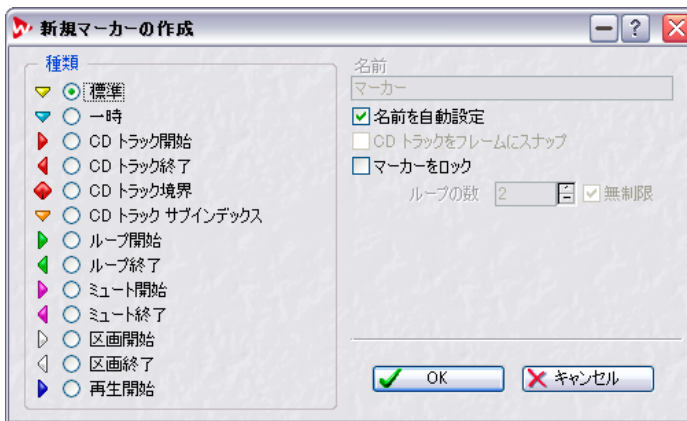 新規マーカーの作成
種類
標準
一時
CD トラック開始
CD トラック終了
CD トラック境界
CD トラック サブインデックス
ループ開始
ループ終了
ミュート開始
ミュート終了
区画開始
区画終了
再生開始
名前
マーカー
名前を自動設定
CD トラックをフレームにスナップ
マーカーをロック
ループの数 2 無制限
OK キャンセル